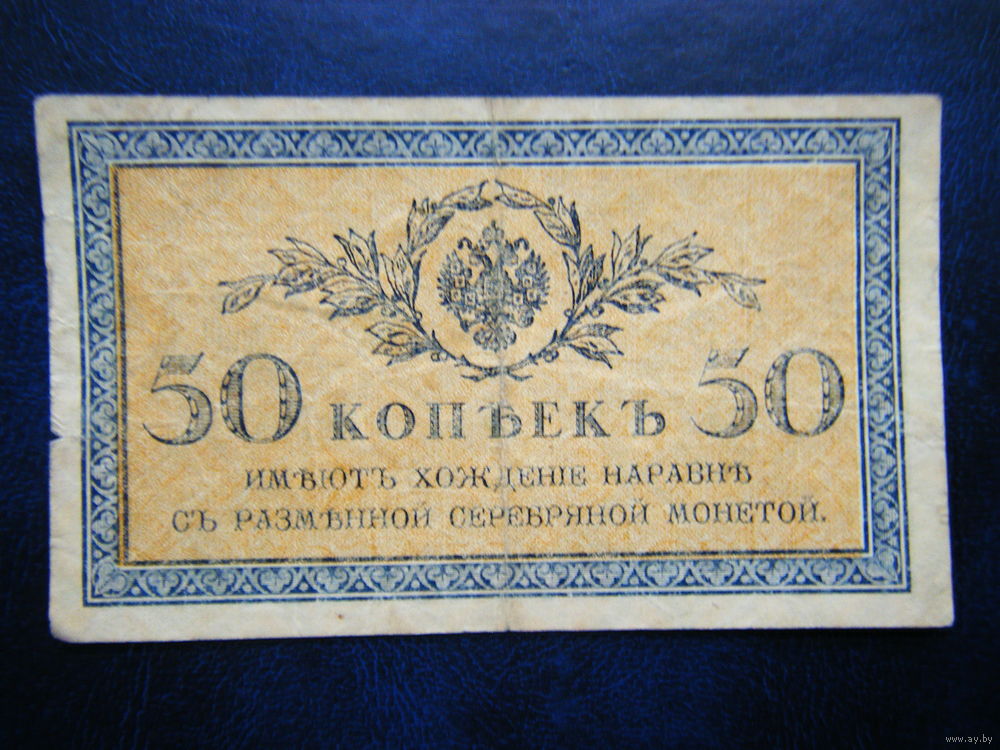 50 КОПѢЕКЪ 50
ИМѢЮТЪ ХОЖДЕНІЕ НАРАВНѢ
СЪ РАЗМѢННОЙ СЕРЕБРЯНОЙ МОНЕТОЙ.
www.ay.by